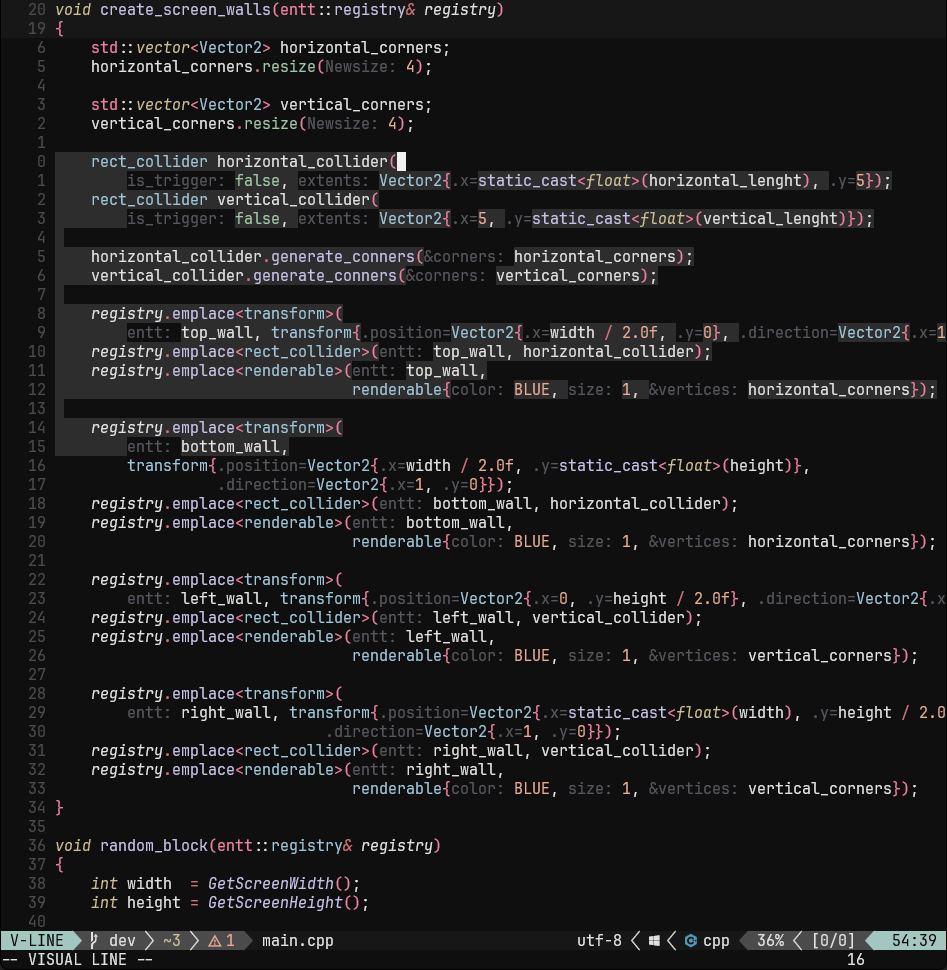 20 void create_screen_walls(entt::registry& registry)
19 {
6 std::vector<Vector2> horizontal_corners;
5 horizontal_corners.resize(Newsize: 4);
4
3 std::vector<Vector2> vertical_corners;
2 vertical_corners.resize(Newsize: 4);
1
0 rect_collider horizontal_collider(
1 is_trigger: false, extents: Vector2{.x=static_cast<float>(horizontal_lenght), .y=5});
2 rect_collider vertical_collider(
3 is_trigger: false, extents: Vector2{.x=5, .y=static_cast<float>(vertical_lenght)});
4
5 horizontal_collider.generate_conners(&corners: horizontal_corners);
6 vertical_collider.generate_conners(&corners: vertical_corners);
7
8 registry.emplace<transform>(
9 entt: top_wall, transform{.position=Vector2{.x=width / 2.0f, .y=0}, .direction=Vector2{.x=1
10 registry.emplace<rect_collider>(entt: top_wall, horizontal_collider);
11 registry.emplace<renderable>(entt: top_wall,
12 renderable{color: BLUE, size: 1, &vertices: horizontal_corners});
13
14 registry.emplace<transform>(
15 entt: bottom_wall,
16 transform{.position=Vector2{.x=width / 2.0f, .y=static_cast<float>(height)},
17 .direction=Vector2{.x=1, .y=0}});
18 registry.emplace<rect_collider>(entt: bottom_wall, horizontal_collider);
19 registry.emplace<renderable>(entt: bottom_wall,
20 renderable{color: BLUE, size: 1, &vertices: horizontal_corners});
21
22 registry.emplace<transform>(
23 entt: left_wall, transform{.position=Vector2{.x=0, .y=height / 2.0f}, .direction=Vector2{.x
24 registry.emplace<rect_collider>(entt: left_wall, vertical_collider);
25 registry.emplace<renderable>(entt: left_wall,
26 renderable{color: BLUE, size: 1, &vertices: vertical_corners});
27
28 registry.emplace<transform>(
29 entt: right_wall, transform{.position=Vector2{.x=static_cast<float>(width), .y=height / 2.0
30 .direction=Vector2{.x=1, .y=0}});
31 registry.emplace<rect_collider>(entt: right_wall, vertical_collider);
32 registry.emplace<renderable>(entt: right_wall,
33 renderable{color: BLUE, size: 1, &vertices: vertical_corners});
34 }
35
36 void random_block(entt::registry& registry)
37 {
38 int width = GetScreenWidth();
39 int height = GetScreenHeight();
40
V-LINE dev ~3 1 main.cpp utf-8 cpp 36% [0/0] 54:39
-- VISUAL LINE -- 16